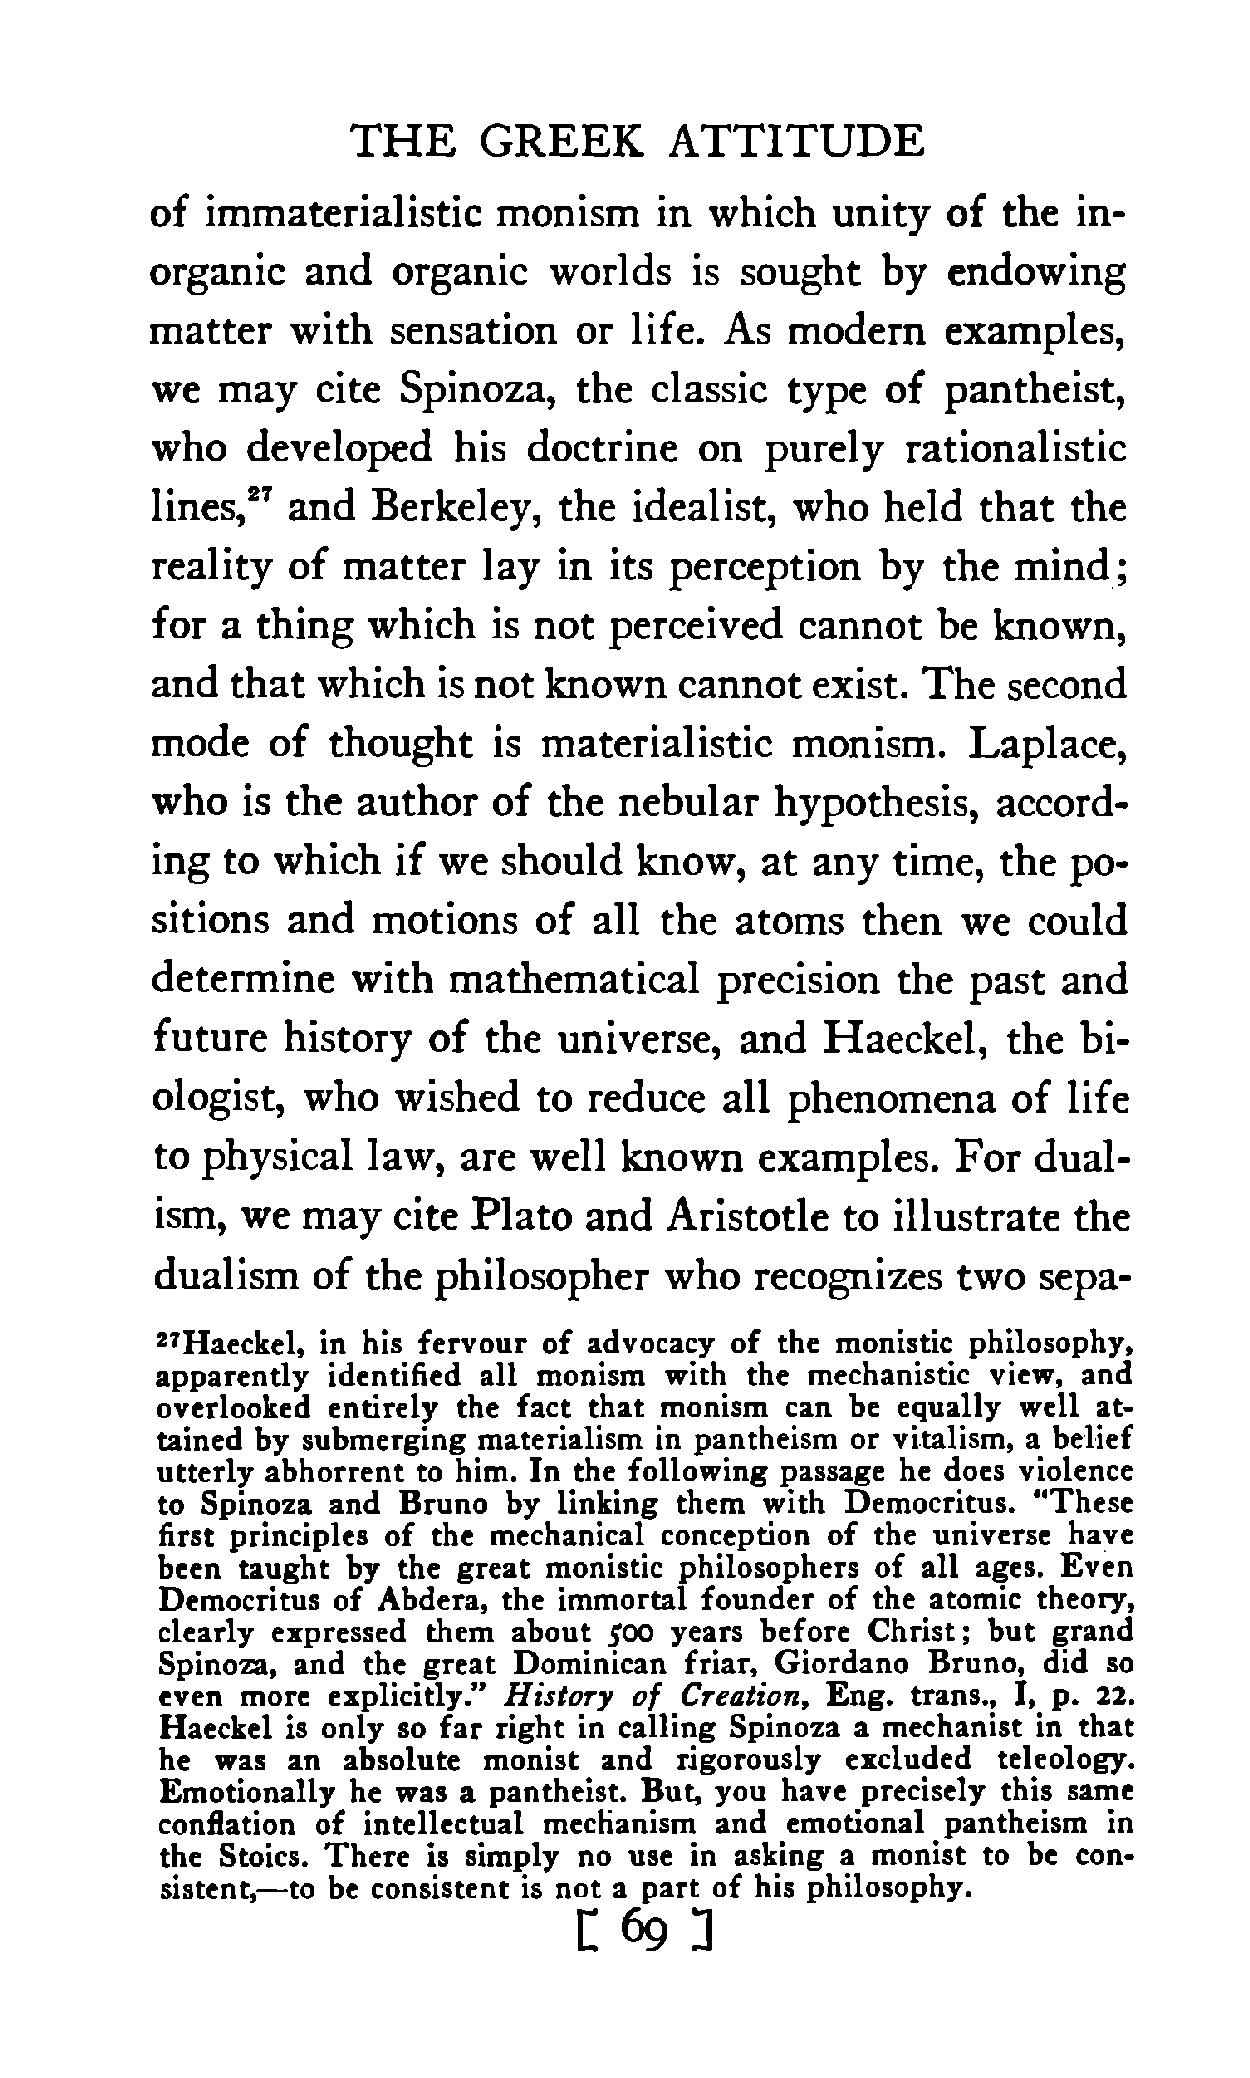 THE GREEK ATTITUDE
of immaterialistic monism in which unity of the in-
organic and organic worlds is sought by endowing
matter with sensation or life. As modern examples,
we may cite Spinoza, the classic type of pantheist,
who developed his doctrine on purely rationalistic
lines,²⁷ and Berkeley, the idealist, who held that the
reality of matter lay in its perception by the mind;
for a thing which is not perceived cannot be known,
and that which is not known cannot exist. The second
mode of thought is materialistic monism. Laplace,
who is the author of the nebular hypothesis, accord-
ing to which if we should know, at any time, the po-
sitions and motions of all the atoms then we could
determine with mathematical precision the past and
future history of the universe, and Haeckel, the bi-
ologist, who wished to reduce all phenomena of life
to physical law, are well known examples. For dual-
ism, we may cite Plato and Aristotle to illustrate the
dualism of the philosopher who recognizes two sepa-
²⁷Haeckel, in his fervour of advocacy of the monistic philosophy,
apparently identified all monism with the mechanistic view, and
overlooked entirely the fact that monism can be equally well at-
tained by submerging materialism in pantheism or vitalism, a belief
utterly abhorrent to him. In the following passage he does violence
to Spinoza and Bruno by linking them with Democritus. "These
first principles of the mechanical conception of the universe have
been taught by the great monistic philosophers of all ages. Even
Democritus of Abdera, the immortal founder of the atomic theory,
clearly expressed them about 500 years before Christ; but grand
Spinoza, and the great Dominican friar, Giordano Bruno, did so
even more explicitly." History of Creation, Eng. trans., I, p. 22.
Haeckel is only so far right in calling Spinoza a mechanist in that
he was an absolute monist and rigorously excluded teleology.
Emotionally he was a pantheist. But, you have precisely this same
conflation of intellectual mechanism and emotional pantheism in
the Stoics. There is simply no use in asking a monist to be con-
sistent,—to be consistent is not a part of his philosophy.
[ 69 ]